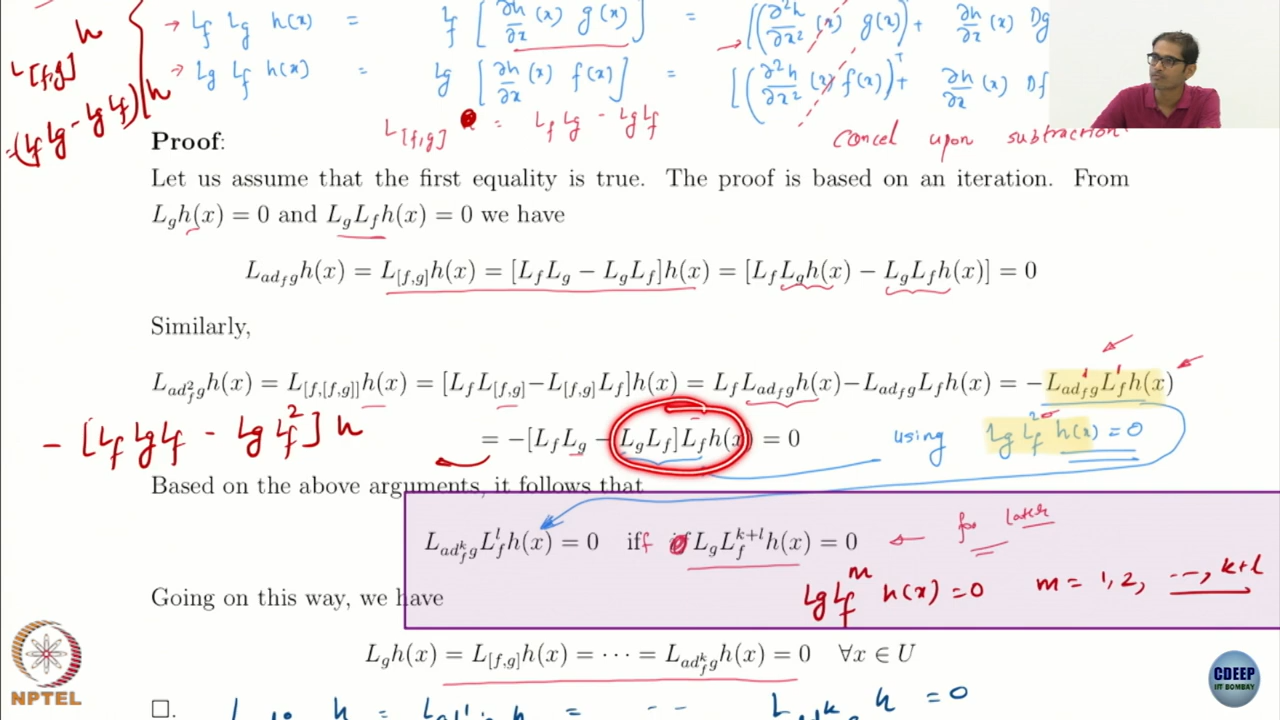 L_f L_g h(x) = L_f [ ∂h/∂x (x) g(x) ] = [ ( ∂²h/∂x² (x) g(x) )ᵀ + ∂h/∂x (x) Dg
L_g L_f h(x) = L_g [ ∂h/∂x (x) f(x) ] = [ ( ∂²h/∂x² (x) f(x) )ᵀ + ∂h/∂x (x) Df
L_[f,g] h
=(L_f L_g - L_g L_f) h
L_[f,g] = L_f L_g - L_g L_f
cancel upon subtraction
Proof:
Let us assume that the first equality is true. The proof is based on an iteration. From
L_g h(x) = 0 and L_g L_f h(x) = 0 we have
L_{ad_f g} h(x) = L_{[f,g]} h(x) = [L_f L_g − L_g L_f]h(x) = [L_f L_g h(x) − L_g L_f h(x)] = 0
Similarly,
L_{ad_f^2 g} h(x) = L_{[f,[f,g]]} h(x) = [L_f L_{[f,g]} − L_{[f,g]} L_f]h(x) = L_f L_{ad_f g} h(x) − L_{ad_f g} L_f h(x) = −L_{ad_f g} L_f h(x)
- [L_f L_g L_f - L_g L_f^2] h
= −[L_f L_g − L_g L_f]L_f h(x) = 0 using L_g L_f^2 h(x) = 0
Based on the above arguments, it follows that
L_{ad_f^k g} L_f^l h(x) = 0 iff L_g L_f^{k+l} h(x) = 0 for later
L_g L_f^m h(x) = 0 m = 1, 2, ---, k+l
Going on this way, we have
L_g h(x) = L_{[f,g]} h(x) = · · · = L_{ad_f^k g} h(x) = 0 ∀x ∈ U
□.
NPTEL
CDEEP
IIT BOMBAY